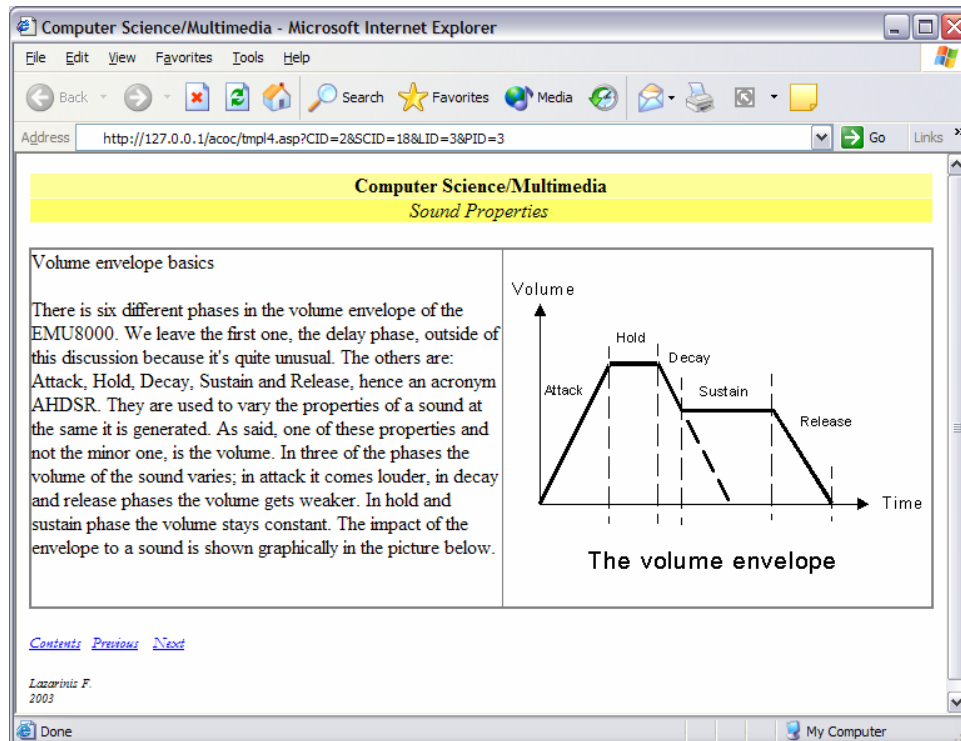 Computer Science/Multimedia - Microsoft Internet Explorer
File Edit View Favorites Tools Help
Back Search Favorites Media
Address http://127.0.0.1/acoc/tmpl4.asp?CID=2&SCID=18&LID=3&PID=3 Go Links »
Computer Science/Multimedia
Sound Properties
Volume envelope basics
There is six different phases in the volume envelope of the
EMU8000. We leave the first one, the delay phase, outside of
this discussion because it's quite unusual. The others are:
Attack, Hold, Decay, Sustain and Release, hence an acronym
AHDSR. They are used to vary the properties of a sound at
the same it is generated. As said, one of these properties and
not the minor one, is the volume. In three of the phases the
volume of the sound varies; in attack it comes louder, in decay
and release phases the volume gets weaker. In hold and
sustain phase the volume stays constant. The impact of the
envelope to a sound is shown graphically in the picture below.
Volume
Hold
Decay
Attack
Sustain
Release
Time
The volume envelope
Contents Previous Next
Lazarinis F.
2003
Done My Computer